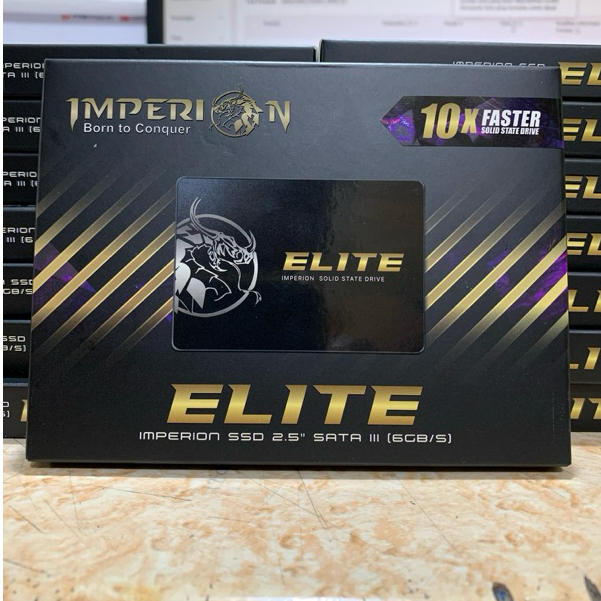 IMPERION
Born to Conquer
10X FASTER
SOLID STATE DRIVE
ELITE
IMPERION SOLID STATE DRIVE
ELITE
IMPERION SSD 2.5" SATA III (6GB/S)